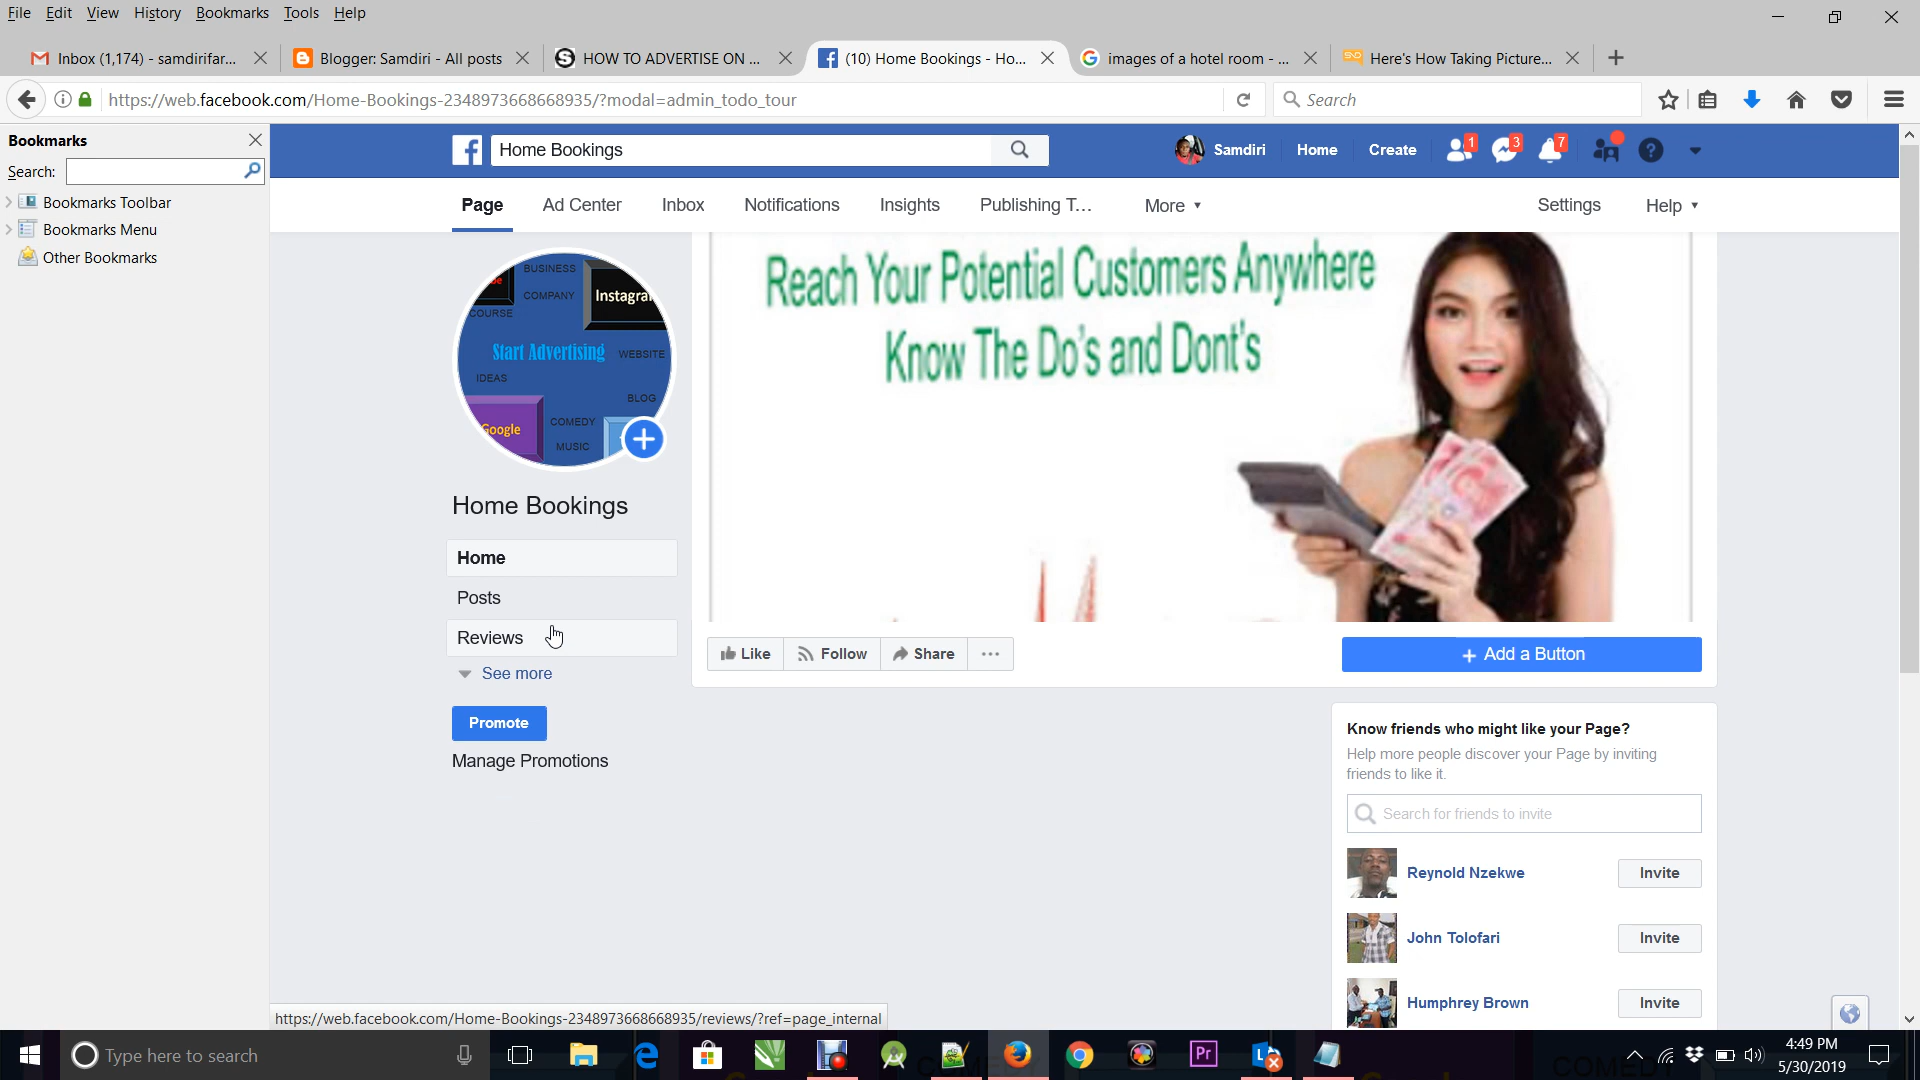 File Edit View History Bookmarks Tools Help
Inbox (1,174) - samdirifar...
Blogger: Samdiri - All posts
HOW TO ADVERTISE ON ...
(10) Home Bookings - Ho...
images of a hotel room - ...
Here's How Taking Picture...
https://web.facebook.com/Home-Bookings-2348973668668935/?modal=admin_todo_tour
Search
Bookmarks
Search:
Bookmarks Toolbar
Bookmarks Menu
Other Bookmarks
Home Bookings
Samdiri Home Create 1 3 7
Page Ad Center Inbox Notifications Insights Publishing T... More Settings Help
BUSINESS
COMPANY
Instagra
COURSE
Start Advertising
WEBSITE
IDEAS
BLOG
Google
COMEDY
MUSIC
Reach Your Potential Customers Anywhere
Know The Do's and Dont's
Home Bookings
Home
Posts
Reviews
See more
Promote
Manage Promotions
Like Follow Share
+ Add a Button
Know friends who might like your Page?
Help more people discover your Page by inviting
friends to like it.
Search for friends to invite
Reynold Nzekwe Invite
John Tolofari Invite
Humphrey Brown Invite
https://web.facebook.com/Home-Bookings-2348973668668935/reviews/?ref=page_internal
Type here to search
Pr
4:49 PM
5/30/2019